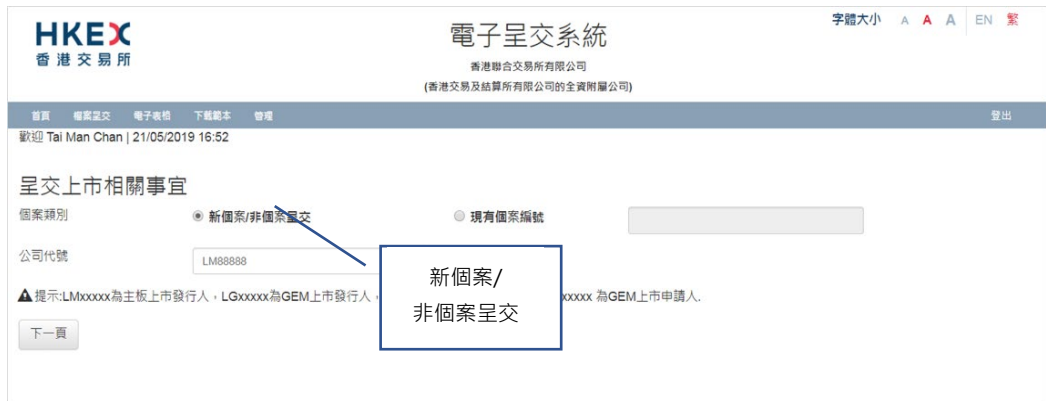 HKEX
香港交易所
電子呈交系統
香港聯合交易所有限公司
(香港交易及結算所有限公司的全資附屬公司)
字體大小 A A A EN 繁
首頁 檔案呈交 電子表格 下載範本 管理 登出
歡迎 Tai Man Chan | 21/05/2019 16:52
呈交上市相關事宜
個案類別 新個案/非個案呈交 現有個案編號
公司代號 LM88888
提示:LMxxxxx為主板上市發行人，LGxxxxx為GEM上市發行人， xxxxx 為GEM上市申請人.
新個案/
非個案呈交
下一頁